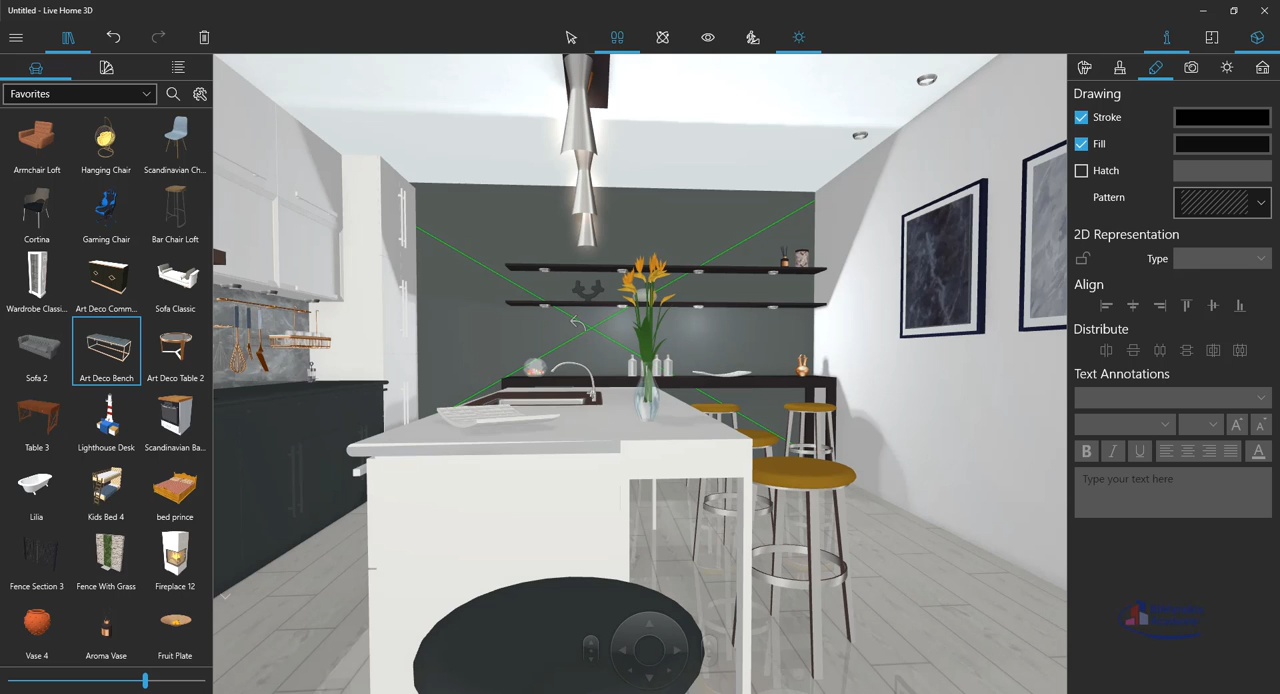 Untitled - Live Home 3D
Favorites
Armchair Loft
Hanging Chair
Scandinavian Ch...
Cortina
Gaming Chair
Bar Chair Loft
Wardrobe Classi...
Art Deco Comm...
Sofa Classic
Sofa 2
Art Deco Bench
Art Deco Table 2
Table 3
Lighthouse Desk
Scandinavian Ba...
Lilia
Kids Bed 4
bed prince
Fence Section 3
Fence With Grass
Fireplace 12
Vase 4
Aroma Vase
Fruit Plate
Drawing
Stroke
Fill
Hatch
Pattern
2D Representation
Type
Align
Distribute
Text Annotations
A A
B I U A
Type your text here